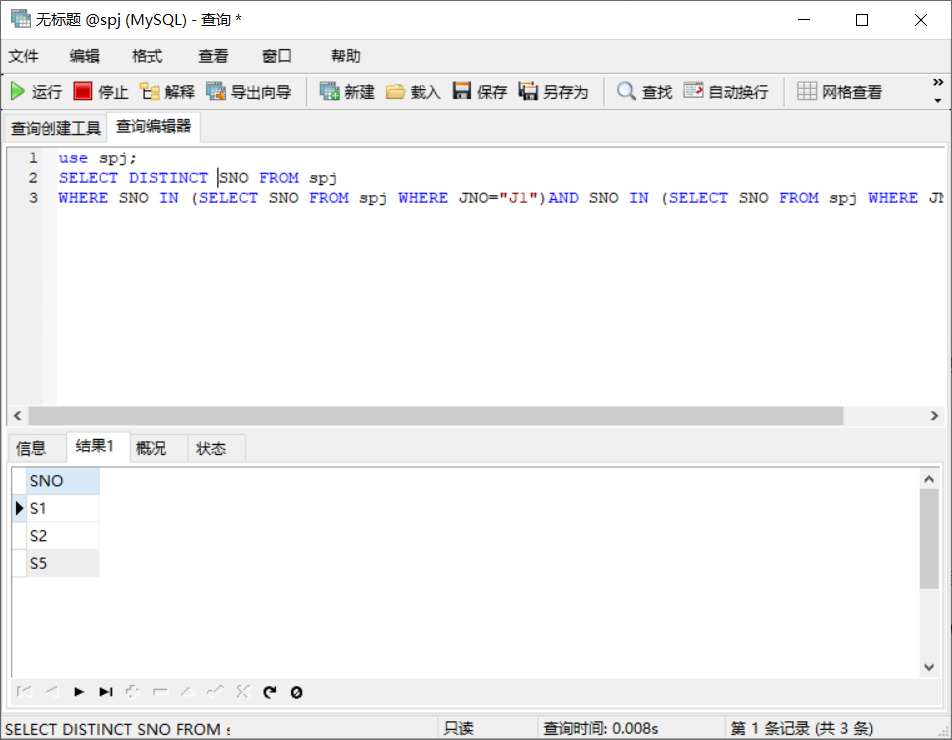 无标题 @spj (MySQL) - 查询 *
文件 编辑 格式 查看 窗口 帮助
运行 停止 解释 导出向导 新建 载入 保存 另存为 查找 自动换行 网格查看 »
查询创建工具 查询编辑器
1 use spj;
2 SELECT DISTINCT SNO FROM spj
3 WHERE SNO IN (SELECT SNO FROM spj WHERE JNO="J1")AND SNO IN (SELECT SNO FROM spj WHERE
信息 结果1 概况 状态
SNO
S1
S2
S5
SELECT DISTINCT SNO FROM 只读 查询时间: 0.008s 第 1 条记录 (共 3 条)